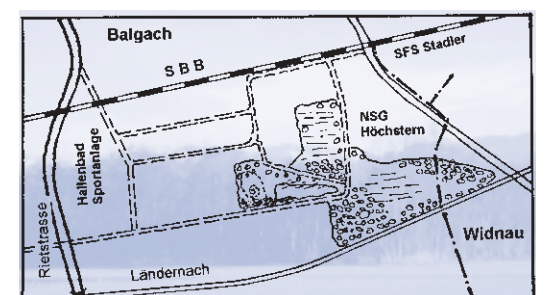 Balgach
SBB
SFS Stadler
NSG
Höchstern
Hallenbad
Sportanlage
Rietstrasse
Ländernach
Widnau